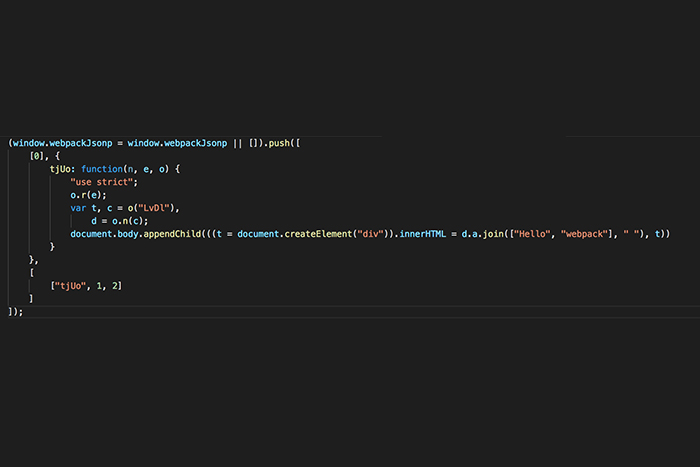 (window.webpackJsonp = window.webpackJsonp || []).push([
[0], {
tjUo: function(n, e, o) {
"use strict";
o.r(e);
var t, c = o("LvDl"),
d = o.n(c);
document.body.appendChild(((t = document.createElement("div")).innerHTML = d.a.join(["Hello", "webpack"], " "), t))
}
},
[
["tjUo", 1, 2]
]
]);